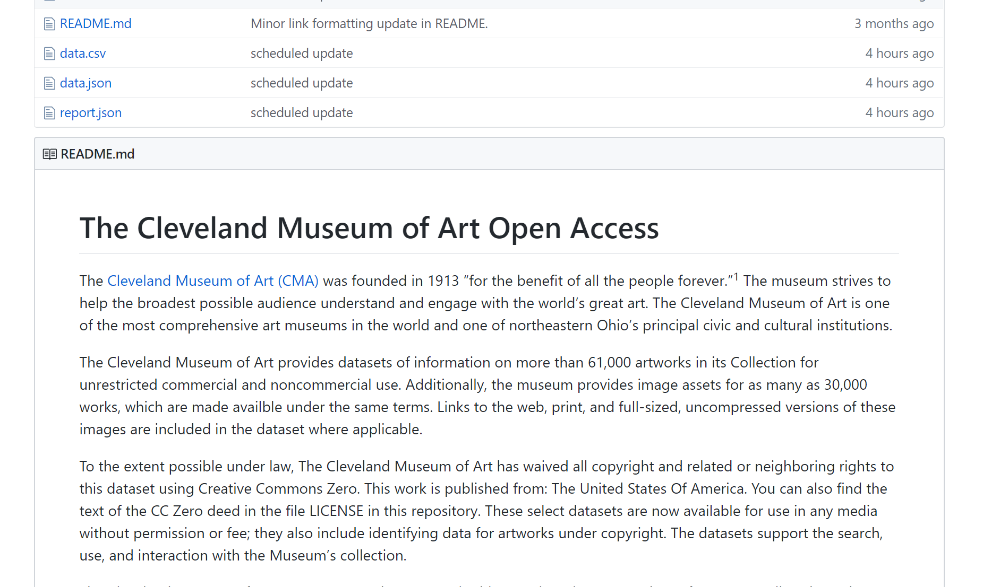 README.md Minor link formatting update in README. 3 months ago
data.csv scheduled update 4 hours ago
data.json scheduled update 4 hours ago
report.json scheduled update 4 hours ago
README.md
The Cleveland Museum of Art Open Access
The Cleveland Museum of Art (CMA) was founded in 1913 “for the benefit of all the people forever.”1 The museum strives to
help the broadest possible audience understand and engage with the world’s great art. The Cleveland Museum of Art is one
of the most comprehensive art museums in the world and one of northeastern Ohio’s principal civic and cultural institutions.
The Cleveland Museum of Art provides datasets of information on more than 61,000 artworks in its Collection for
unrestricted commercial and noncommercial use. Additionally, the museum provides image assets for as many as 30,000
works, which are made availble under the same terms. Links to the web, print, and full-sized, uncompressed versions of these
images are included in the dataset where applicable.
To the extent possible under law, The Cleveland Museum of Art has waived all copyright and related or neighboring rights to
this dataset using Creative Commons Zero. This work is published from: The United States Of America. You can also find the
text of the CC Zero deed in the file LICENSE in this repository. These select datasets are now available for use in any media
without permission or fee; they also include identifying data for artworks under copyright. The datasets support the search,
use, and interaction with the Museum’s collection.